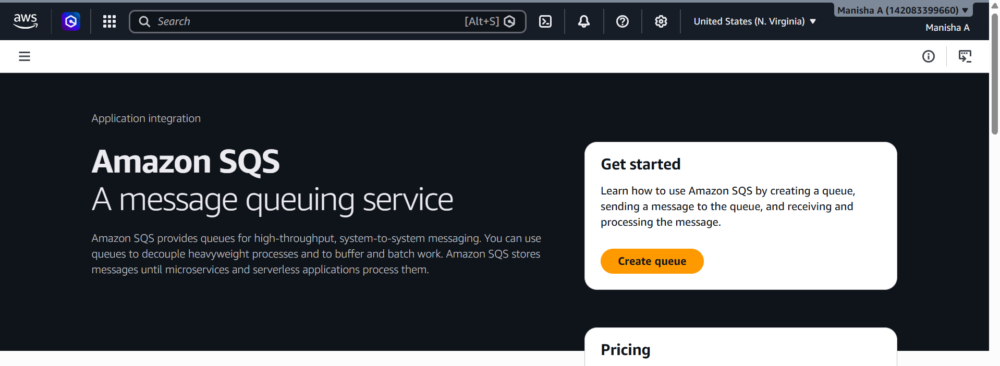 aws
Search
[Alt+S]
United States (N. Virginia)
Manisha A (142083399660)
Manisha A
Application integration
Amazon SQS
A message queuing service
Amazon SQS provides queues for high-throughput, system-to-system messaging. You can use
queues to decouple heavyweight processes and to buffer and batch work. Amazon SQS stores
messages until microservices and serverless applications process them.
Get started
Learn how to use Amazon SQS by creating a queue,
sending a message to the queue, and receiving and
processing the message.
Create queue
Pricing